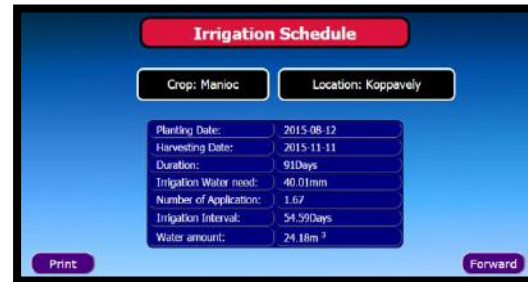 Irrigation Schedule
Crop: Manioc Location: Koppavely
Planting Date: 2015-08-12
Harvesting Date: 2015-11-11
Duration: 91Days
Irrigation Water need: 40.01mm
Number of Application: 1.67
Irrigation Interval: 54.59Days
Water amount: 24.18m ³
Print Forward